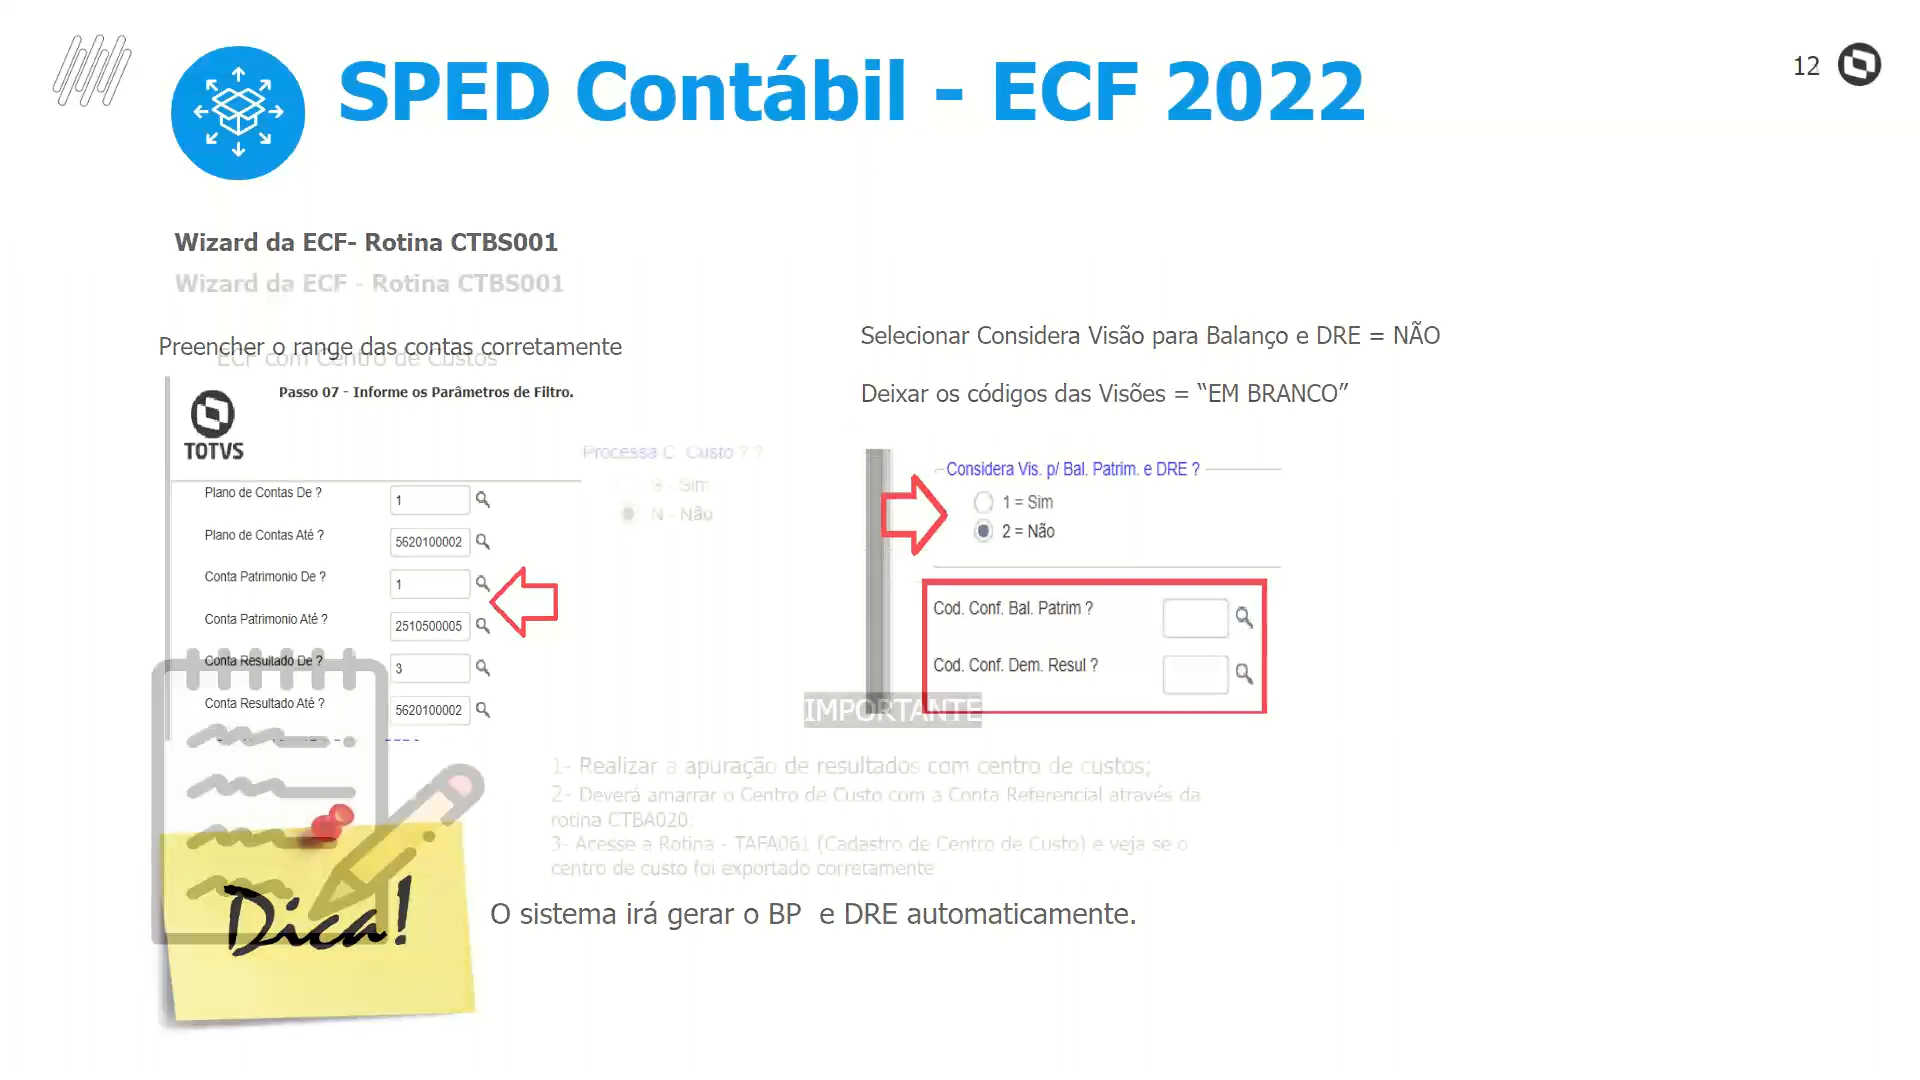 SPED Contábil - ECF 2022
12
Wizard da ECF- Rotina CTBS001
Wizard da ECF - Rotina CTBS001
Preencher o range das contas corretamente
ECF com Centro de Custos
Passo 07 - Informe os Parâmetros de Filtro.
TOTVS
Plano de Contas De ? 1
Plano de Contas Até ? 5620100002
Conta Patrimonio De ? 1
Conta Patrimonio Até ? 2510500005
Conta Resultado De ? 3
Conta Resultado Até ? 5620100002
Processa C. Custo ? ?
S - Sim
N - Não
Selecionar Considera Visão para Balanço e DRE = NÃO
Deixar os códigos das Visões = “EM BRANCO”
Considera Vis. p/ Bal. Patrim. e DRE ?
1 = Sim
2 = Não
Cod. Conf. Bal. Patrim ?
Cod. Conf. Dem. Resul ?
IMPORTANTE
1- Realizar a apuração de resultados com centro de custos;
2- Deverá amarrar o Centro de Custo com a Conta Referencial através da
rotina CTBA020;
3- Acesse a Rotina - TAFA061 (Cadastro de Centro de Custo) e veja se o
centro de custo foi exportado corretamente
Dica!
O sistema irá gerar o BP e DRE automaticamente.